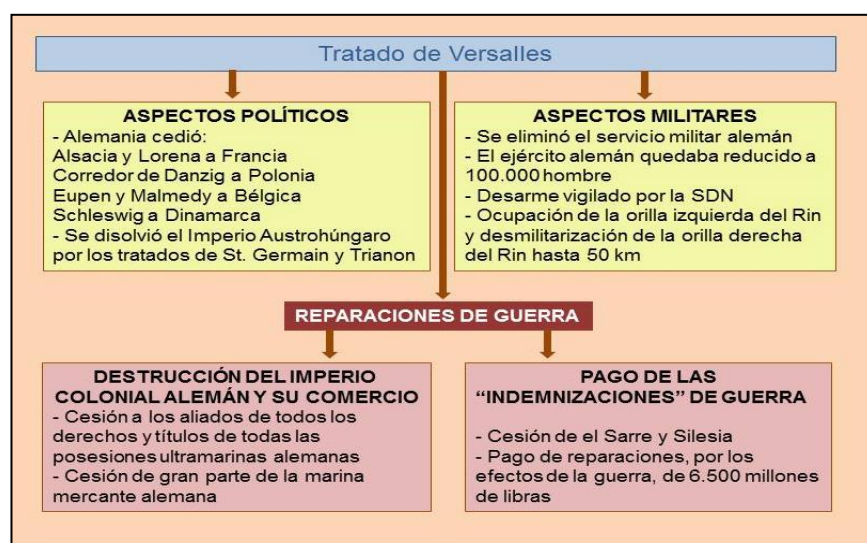 Tratado de Versalles
ASPECTOS POLÍTICOS
- Alemania cedió:
Alsacia y Lorena a Francia
Corredor de Danzig a Polonia
Eupen y Malmedy a Bélgica
Schleswig a Dinamarca
- Se disolvió el Imperio Austrohúngaro
por los tratados de St. Germain y Trianon
ASPECTOS MILITARES
- Se eliminó el servicio militar alemán
- El ejército alemán quedaba reducido a
100.000 hombre
- Desarme vigilado por la SDN
- Ocupación de la orilla izquierda del Rin
y desmilitarización de la orilla derecha
del Rin hasta 50 km
REPARACIONES DE GUERRA
DESTRUCCIÓN DEL IMPERIO
COLONIAL ALEMÁN Y SU COMERCIO
- Cesión a los aliados de todos los
derechos y títulos de todas las
posesiones ultramarinas alemanas
- Cesión de gran parte de la marina
mercante alemana
PAGO DE LAS
“INDEMNIZACIONES” DE GUERRA
- Cesión de el Sarre y Silesia
- Pago de reparaciones, por los
efectos de la guerra, de 6.500 millones
de libras